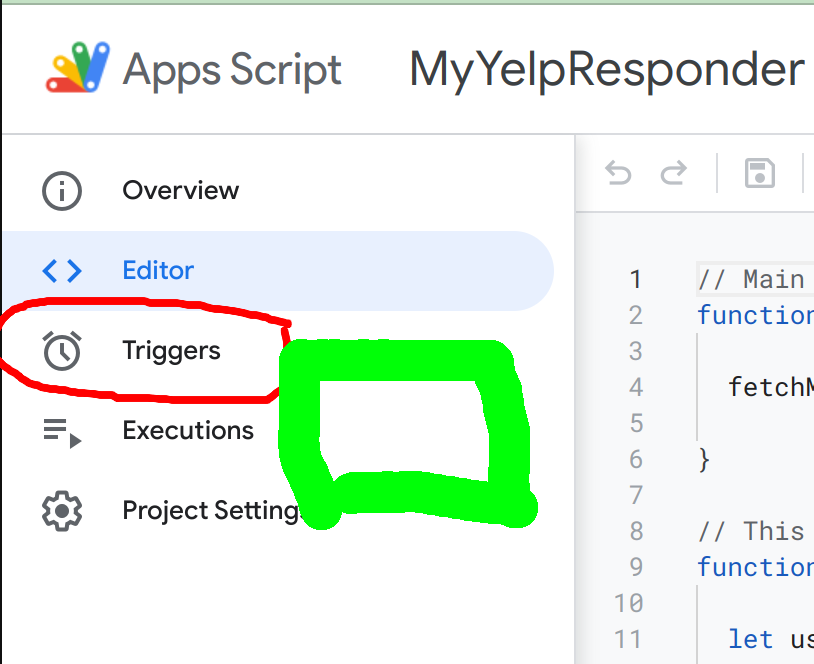 Apps Script MyYelpResponder
Overview
Editor
Triggers
Executions
Project Settings
1 // Main
2 function
3
4 fetchM
5
6 }
7
8 // This
9 function
10
11 let us